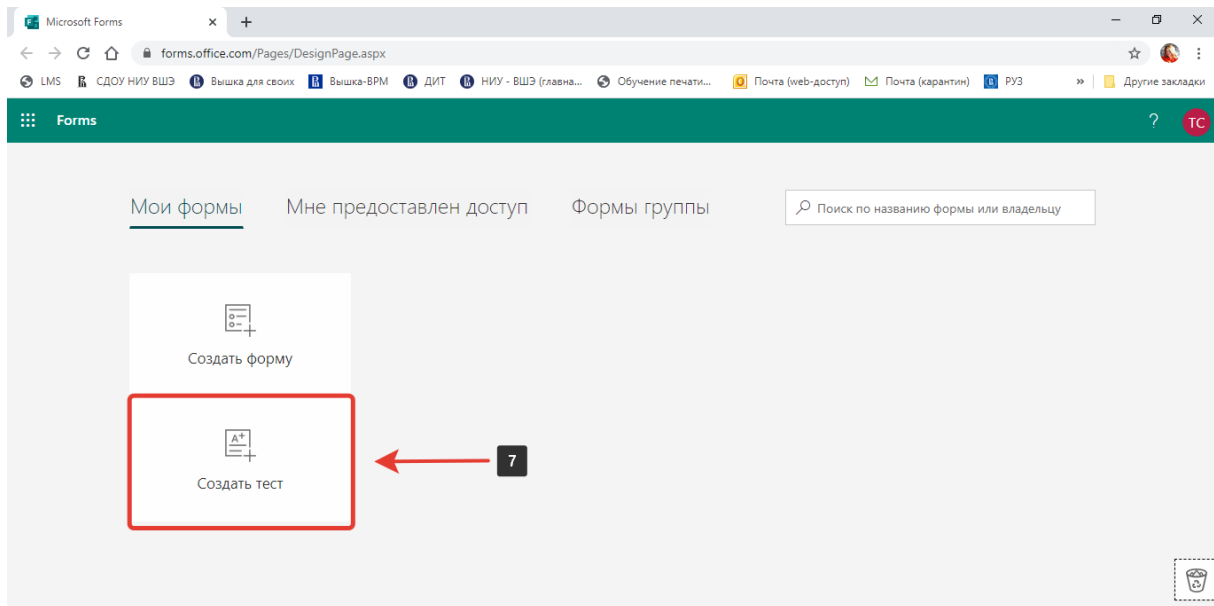 Microsoft Forms
forms.office.com/Pages/DesignPage.aspx
LMS СДОУ НИУ ВШЭ Вышка для своих Вышка-ВРМ ДИТ НИУ - ВШЭ (главна... Обучение печати... Почта (web-доступ) Почта (карантин) РУЗ » Другие закладки
Forms ? TC
Мои формы Мне предоставлен доступ Формы группы Поиск по названию формы или владельцу
Создать форму
A+
7
Создать тест